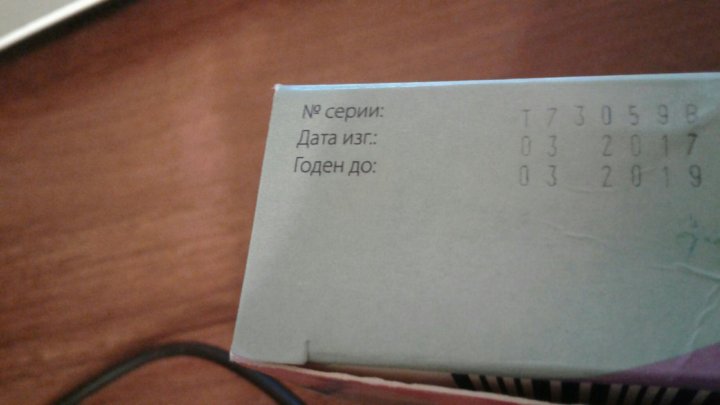 № серии: T730598
Дата изг.: 03 2017
Годен до: 03 2019